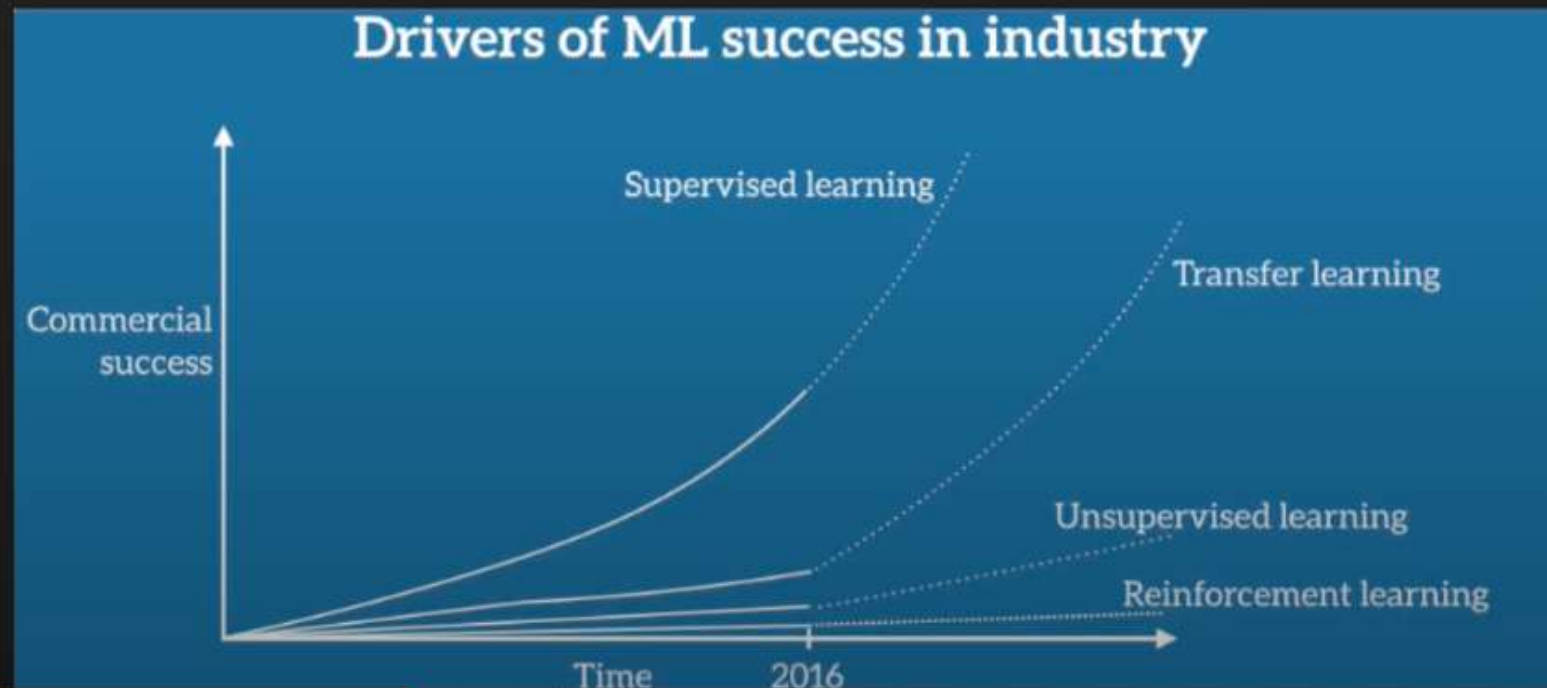 Drivers of ML success in industry
Supervised learning
Transfer learning
Commercial
success
Unsupervised learning
Reinforcement learning
Time
2016